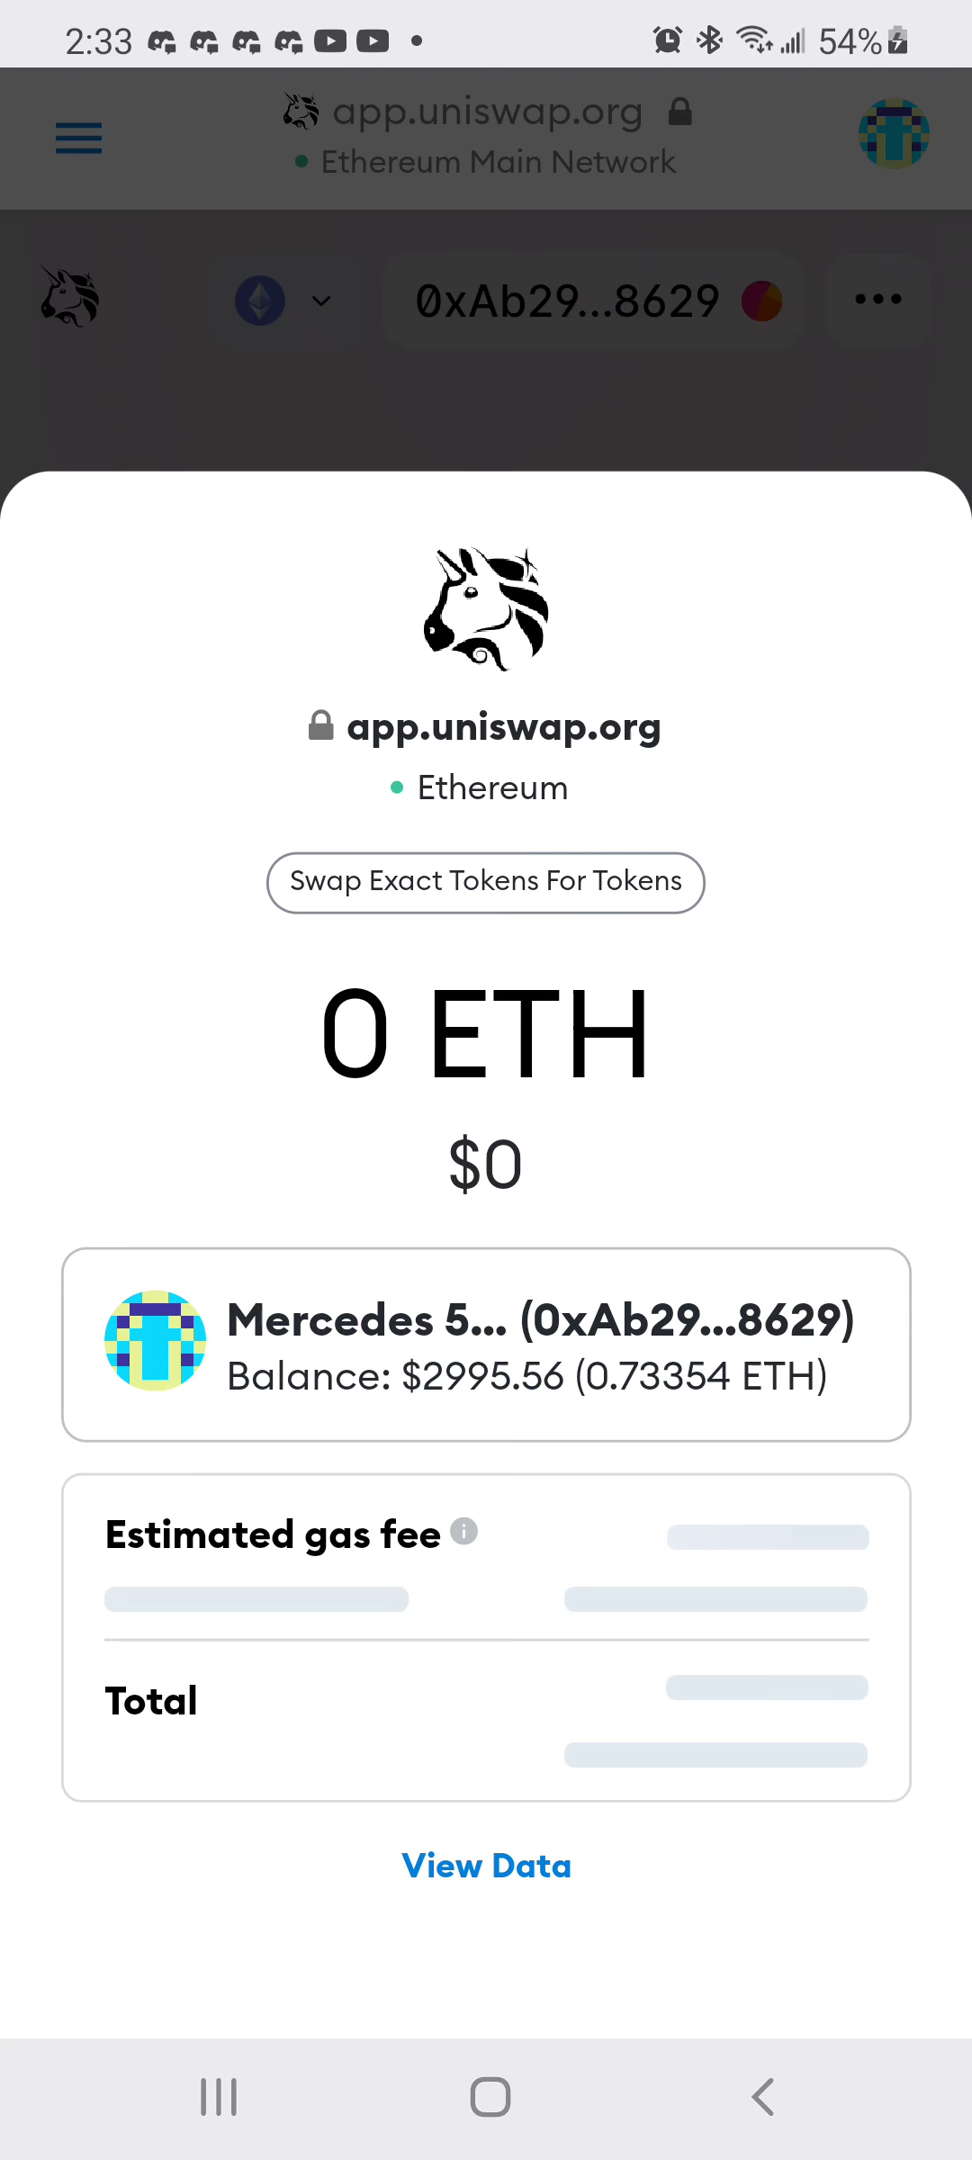 2:33
54%
app.uniswap.org
Ethereum Main Network
0xAb29...8629
app.uniswap.org
Ethereum
Swap Exact Tokens For Tokens
0 ETH
$0
Mercedes 5... (0xAb29...8629)
Balance: $2995.56 (0.73354 ETH)
Estimated gas fee
Total
View Data